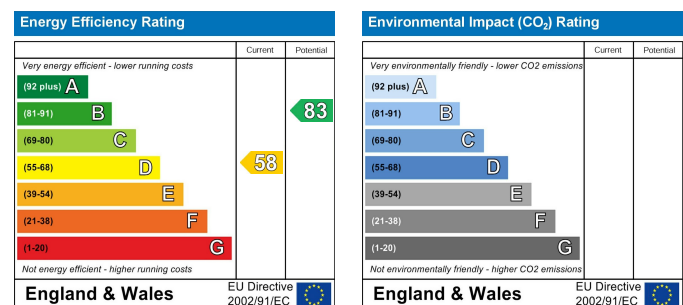 Energy Efficiency Rating
Current Potential
Very energy efficient - lower running costs
(92 plus) A
(81-91) B
83
(69-80) C
(55-68) D
58
(39-54) E
(21-38) F
(1-20) G
Not energy efficient - higher running costs
England & Wales
EU Directive
2002/91/EC
Environmental Impact (CO₂) Rating
Current Potential
Very environmentally friendly - lower CO2 emissions
(92 plus) A
(81-91) B
(69-80) C
(55-68) D
(39-54) E
(21-38) F
(1-20) G
Not environmentally friendly - higher CO2 emissions
England & Wales
EU Directive
2002/91/EC